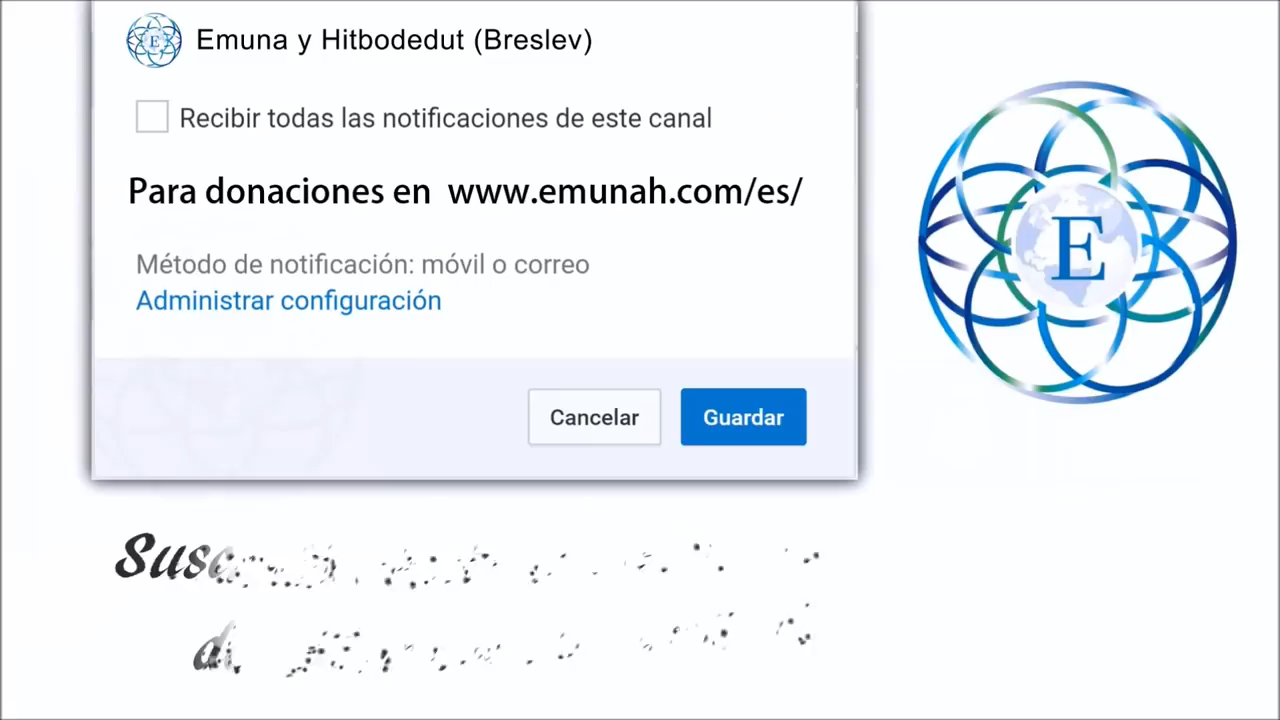 E
Emuna y Hitbodedut (Breslev)
Recibir todas las notificaciones de este canal
Para donaciones en www.emunah.com/es/
E
Método de notificación: móvil o correo
Administrar configuración
Cancelar
Guardar